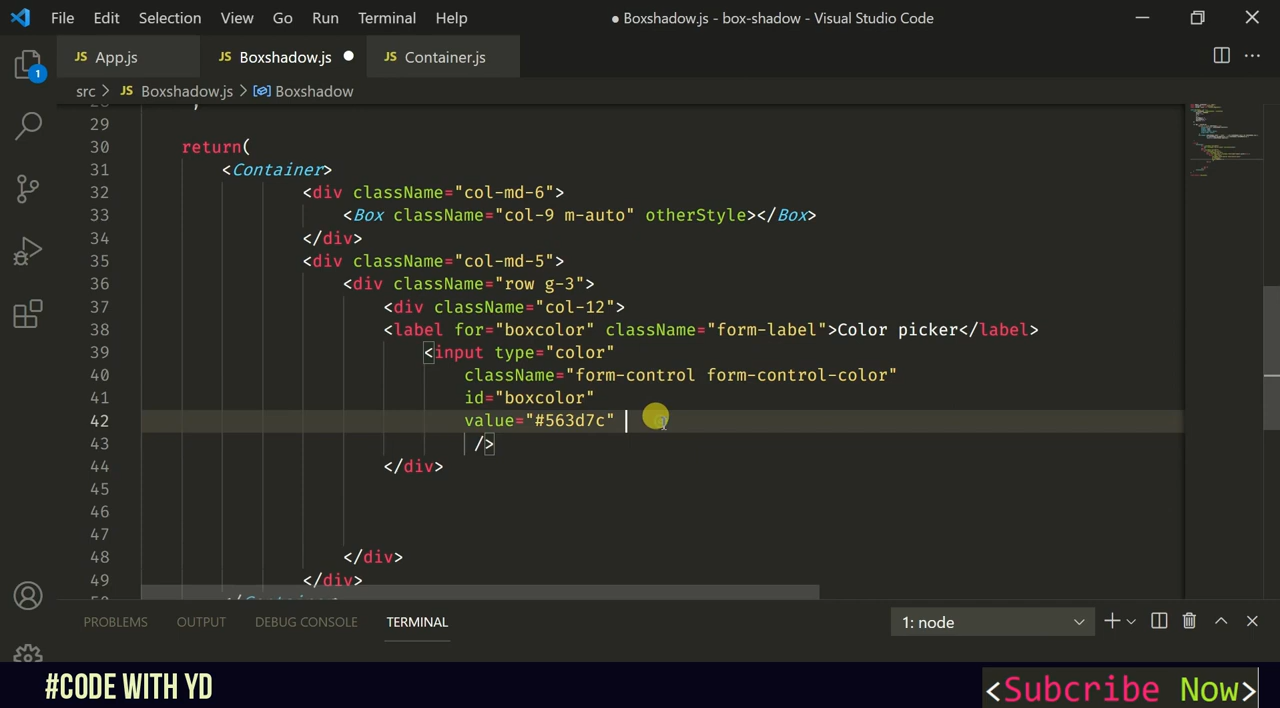 File Edit Selection View Go Run Terminal Help ● Boxshadow.js - box-shadow - Visual Studio Code
JS App.js JS Boxshadow.js JS Container.js
1
src > JS Boxshadow.js > Boxshadow
29
30 return(
31 <Container>
32 <div className="col-md-6">
33 <Box className="col-9 m-auto" otherStyle></Box>
34 </div>
35 <div className="col-md-5">
36 <div className="row g-3">
37 <div className="col-12">
38 <label for="boxcolor" className="form-label">Color picker</label>
39 <input type="color"
40 className="form-control form-control-color"
41 id="boxcolor"
42 value="#563d7c"
43 />
44 </div>
45
46
47
48 </div>
49 </div>
PROBLEMS OUTPUT DEBUG CONSOLE TERMINAL 1: node
#CODE WITH YD
<Subcribe Now>